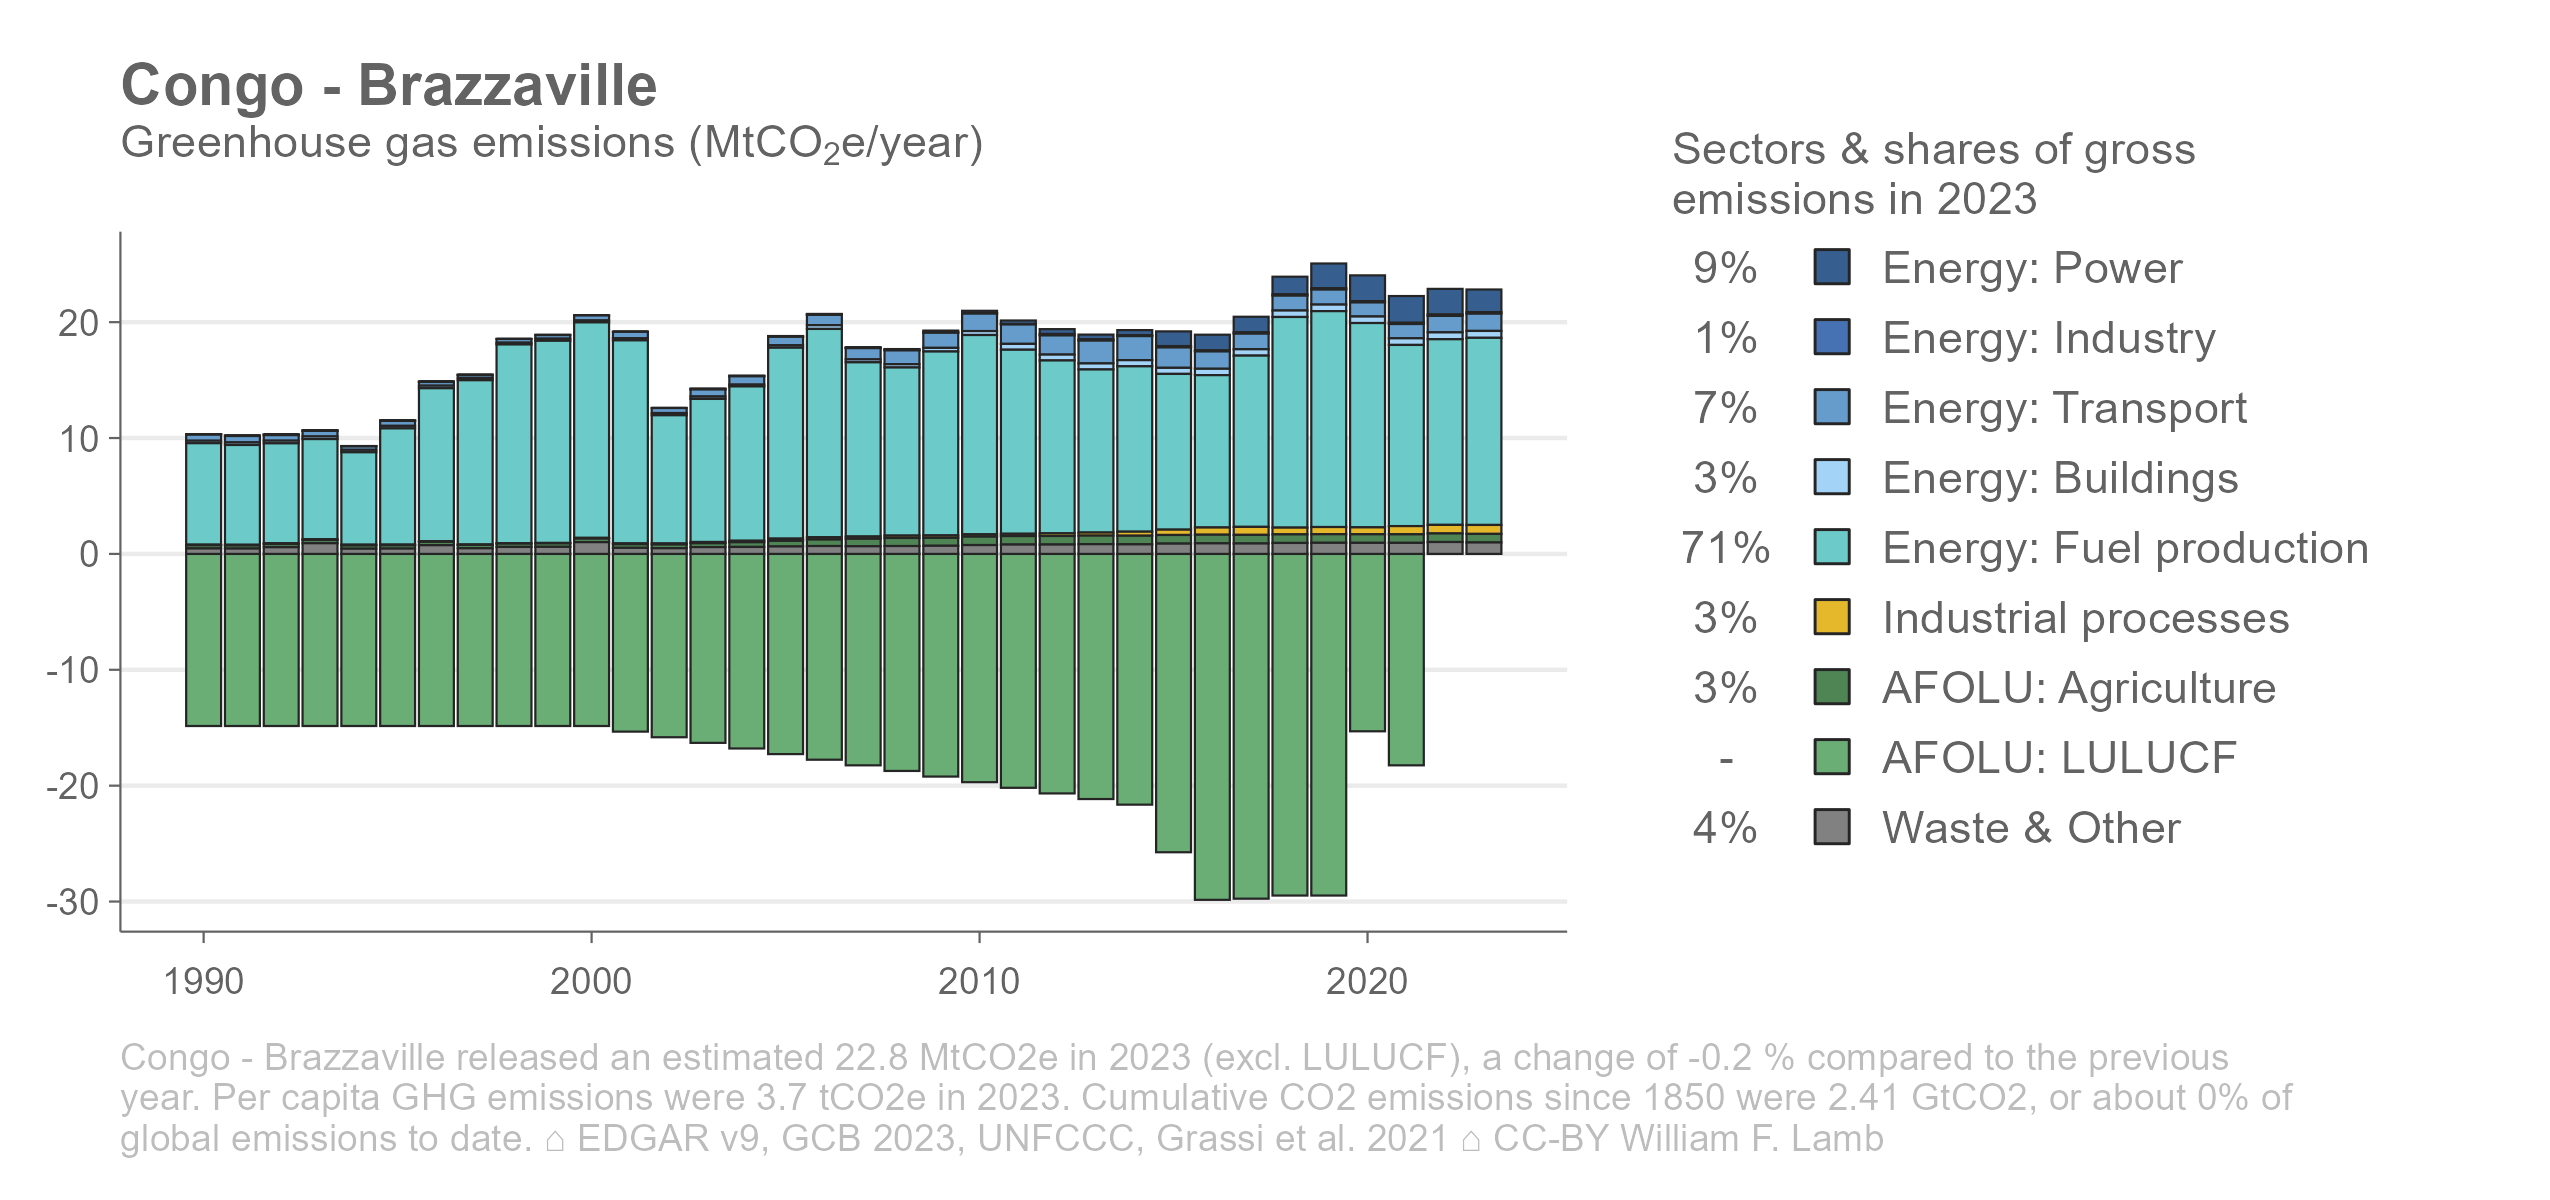 Congo - Brazzaville
Greenhouse gas emissions (MtCO₂e/year)
Sectors & shares of gross
emissions in 2023
9% Energy: Power
1% Energy: Industry
7% Energy: Transport
3% Energy: Buildings
71% Energy: Fuel production
3% Industrial processes
3% AFOLU: Agriculture
- AFOLU: LULUCF
4% Waste & Other
20
10
0
-10
-20
-30
1990 2000 2010 2020
Congo - Brazzaville released an estimated 22.8 MtCO2e in 2023 (excl. LULUCF), a change of -0.2 % compared to the previous
year. Per capita GHG emissions were 3.7 tCO2e in 2023. Cumulative CO2 emissions since 1850 were 2.41 GtCO2, or about 0% of
global emissions to date. ⌂ EDGAR v9, GCB 2023, UNFCCC, Grassi et al. 2021 ⌂ CC-BY William F. Lamb